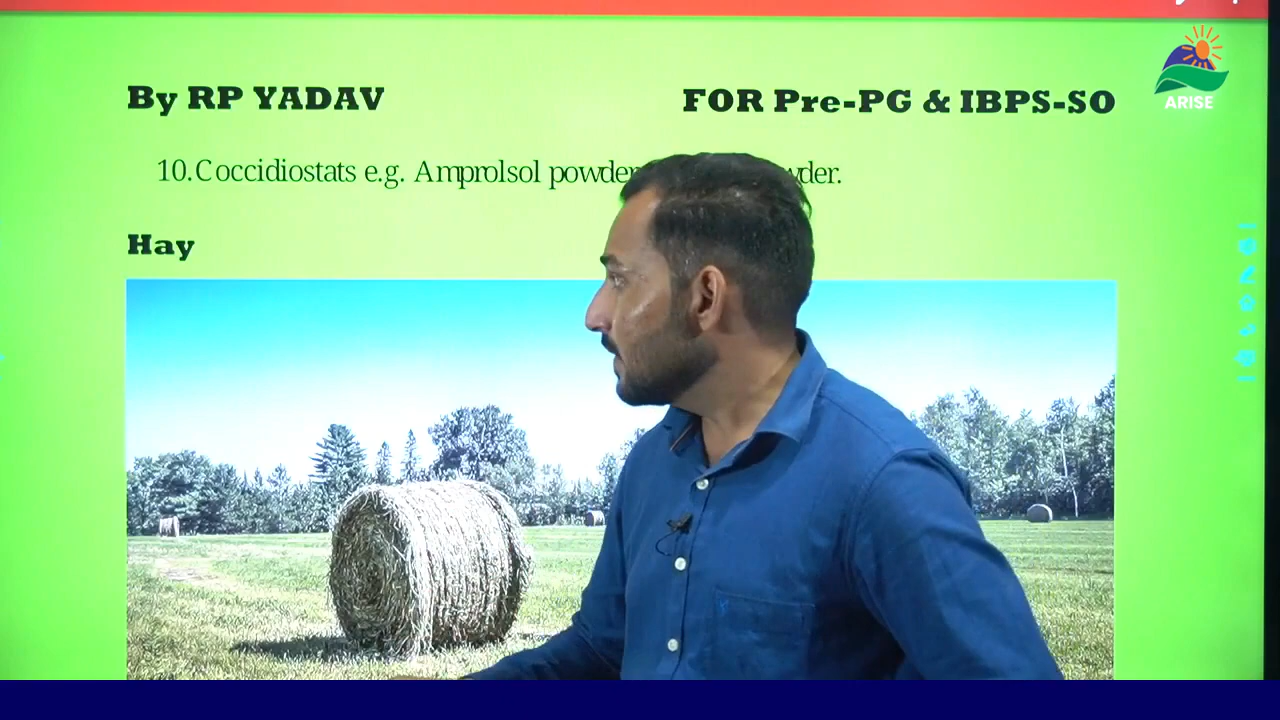 By RP YADAV FOR Pre-PG & IBPS-SO
ARISE
10. Coccidiostats e.g. Amprolsol powder
Hay